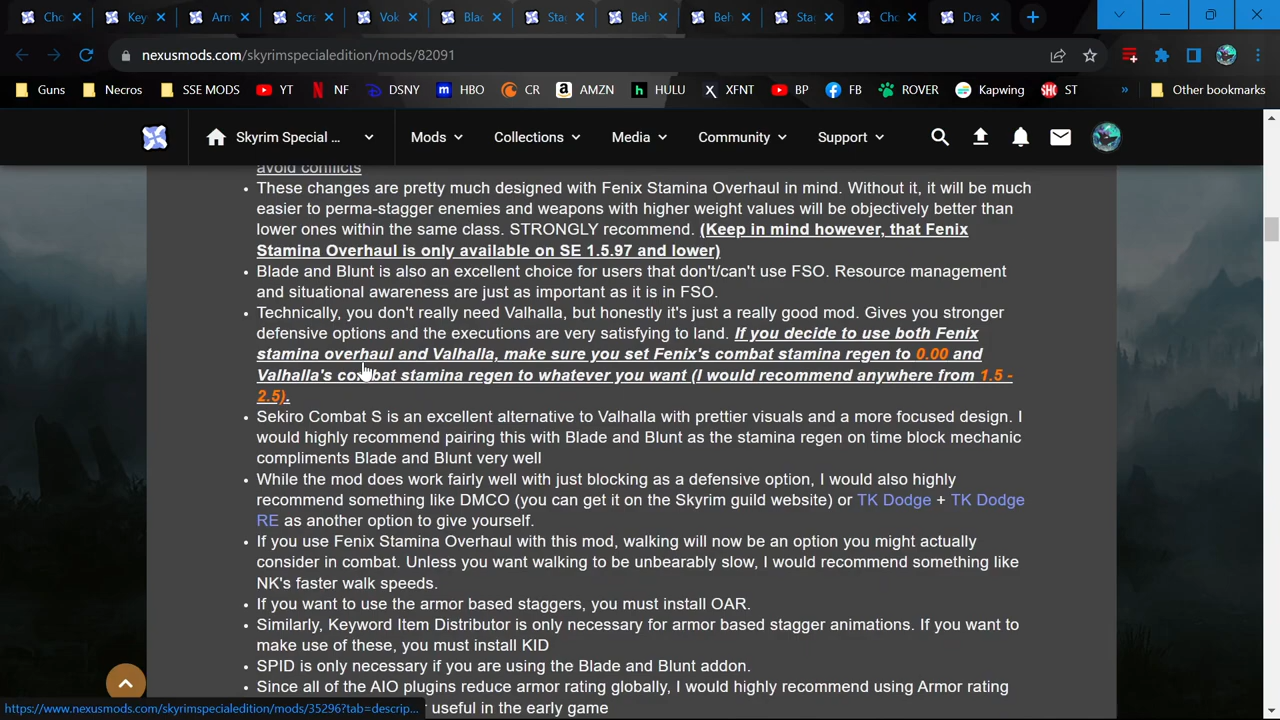 Cho
Key
Arm
Scra
Vok
Blac
Stag
Beh
Beh
Stag
Cho
Dra
nexusmods.com/skyrimspecialedition/mods/82091
Guns
Necros
SSE MODS
YT
NF
DSNY
HBO
CR
AMZN
HULU
XFNT
BP
FB
ROVER
Kapwing
ST
»
Other bookmarks
Skyrim Special ...
Mods
Collections
Media
Community
Support
avoid conflicts
• These changes are pretty much designed with Fenix Stamina Overhaul in mind. Without it, it will be much
easier to perma-stagger enemies and weapons with higher weight values will be objectively better than
lower ones within the same class. STRONGLY recommend. (Keep in mind however, that Fenix
Stamina Overhaul is only available on SE 1.5.97 and lower)
• Blade and Blunt is also an excellent choice for users that don't/can't use FSO. Resource management
and situational awareness are just as important as it is in FSO.
• Technically, you don't really need Valhalla, but honestly it's just a really good mod. Gives you stronger
defensive options and the executions are very satisfying to land. If you decide to use both Fenix
stamina overhaul and Valhalla, make sure you set Fenix's combat stamina regen to 0.00 and
Valhalla's combat stamina regen to whatever you want (I would recommend anywhere from 1.5 -
2.5).
• Sekiro Combat S is an excellent alternative to Valhalla with prettier visuals and a more focused design. I
would highly recommend pairing this with Blade and Blunt as the stamina regen on time block mechanic
compliments Blade and Blunt very well
• While the mod does work fairly well with just blocking as a defensive option, I would also highly
recommend something like DMCO (you can get it on the Skyrim guild website) or TK Dodge + TK Dodge
RE as another option to give yourself.
• If you use Fenix Stamina Overhaul with this mod, walking will now be an option you might actually
consider in combat. Unless you want walking to be unbearably slow, I would recommend something like
NK's faster walk speeds.
• If you want to use the armor based staggers, you must install OAR.
• Similarly, Keyword Item Distributor is only necessary for armor based stagger animations. If you want to
make use of these, you must install KID
• SPID is only necessary if you are using the Blade and Blunt addon.
• Since all of the AIO plugins reduce armor rating globally, I would highly recommend using Armor rating
useful in the early game
https://www.nexusmods.com/skyrimspecialedition/mods/35296?tab=descrip...